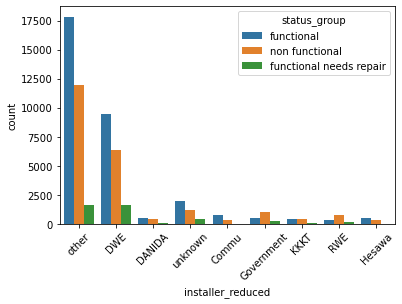 status_group
functional
non functional
functional needs repair
17500
15000
12500
10000
7500
5000
2500
0
count
other
DWE
DANIDA
unknown
Commu
Government
KKKT
RWE
Hesawa
installer_reduced